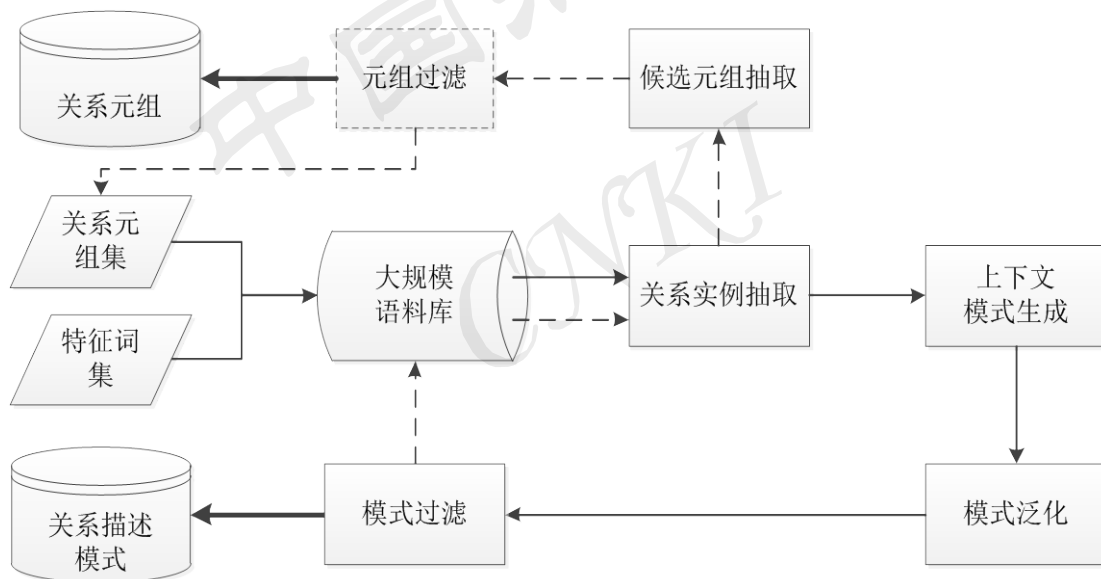 中国
CNKI
关系元组
元组过滤
候选元组抽取
关系元
组集
大规模
语料库
关系实例抽取
上下文
模式生成
特征词
集
关系描述
模式
模式过滤
模式泛化